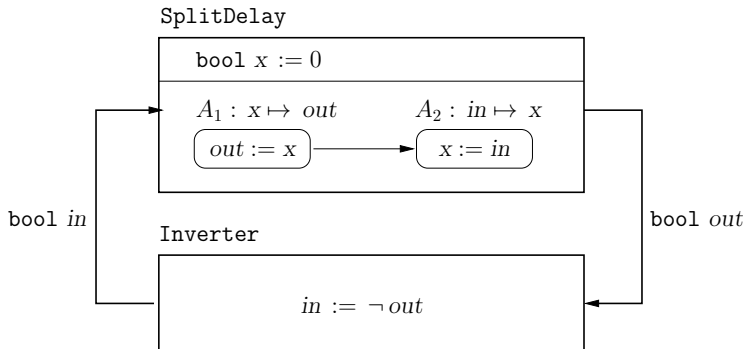 SplitDelay
bool x := 0
A₁ : x ↦ out A₂ : in ↦ x
out := x x := in
bool in bool out
Inverter
in := ¬ out